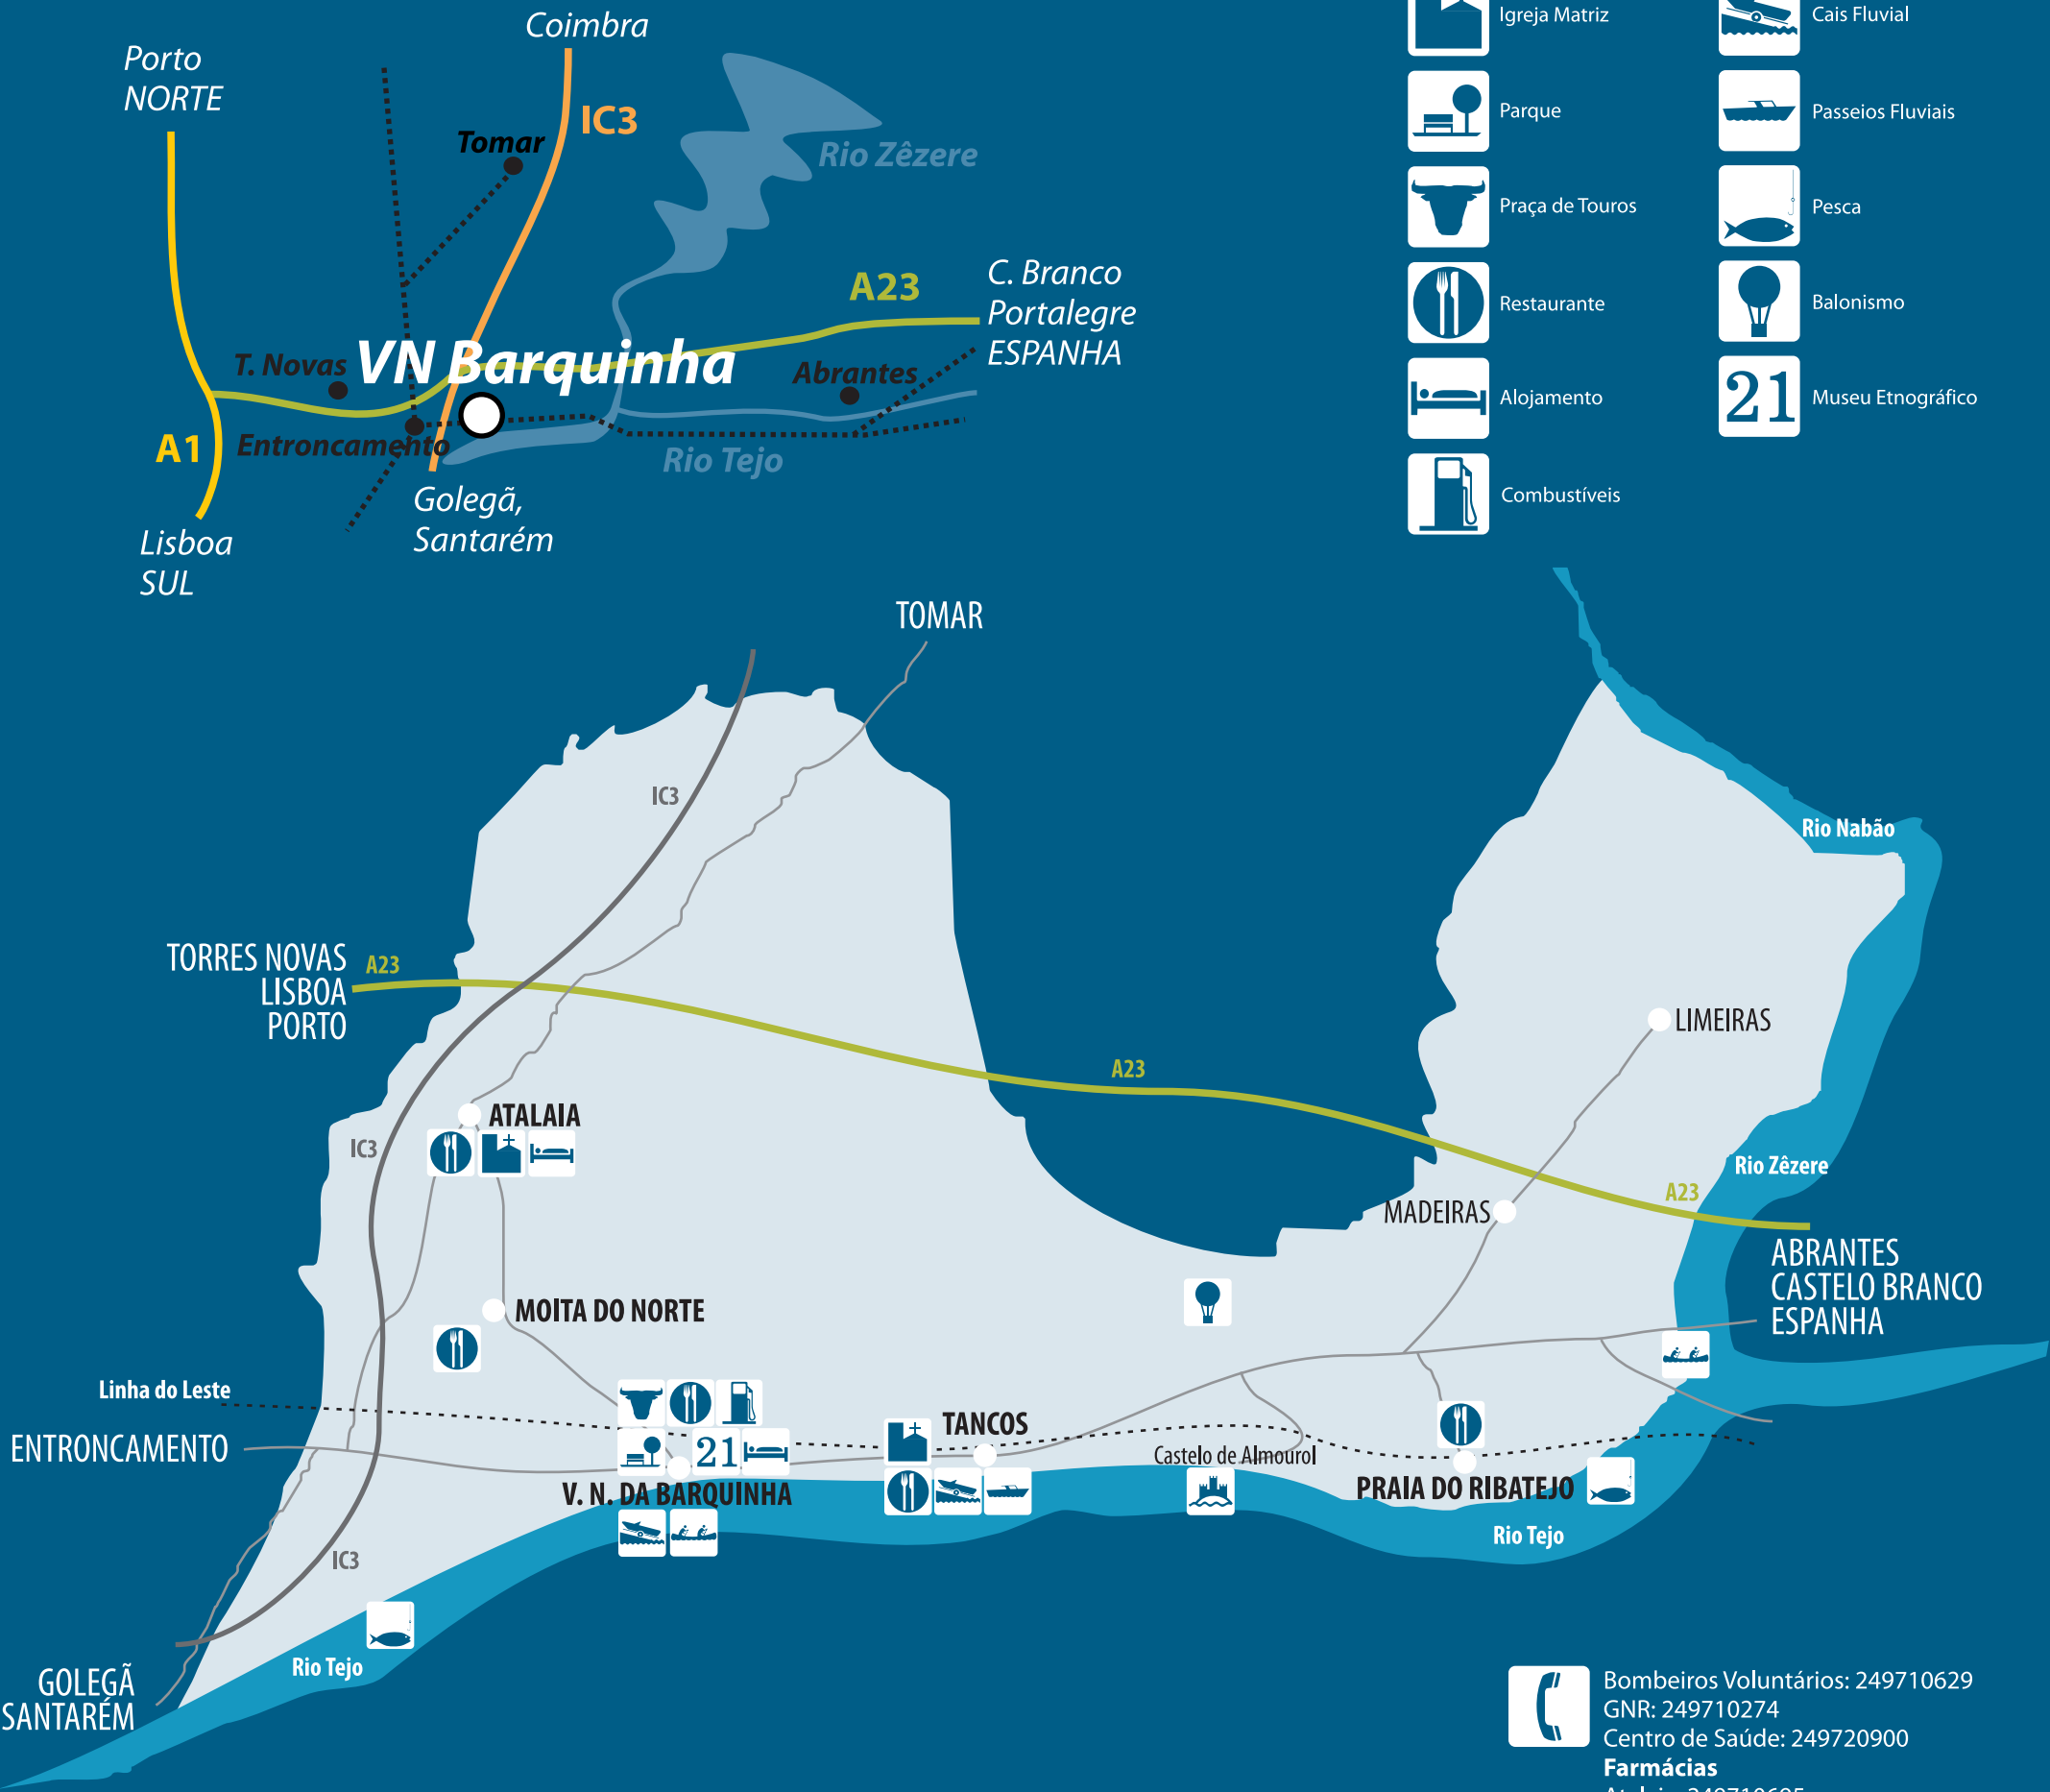 Coimbra
Porto
NORTE
IC3
Tomar
Rio Zêzere
A23
C. Branco
Portalegre
ESPANHA
T. Novas
VN Barquinha
Abrantes
A1
Entroncamento
Rio Tejo
Golegã,
Santarém
Lisboa
SUL
Igreja Matriz
Cais Fluvial
Parque
Passeios Fluviais
Praça de Touros
Pesca
Restaurante
Balonismo
Alojamento
21
Museu Etnográfico
Combustíveis
TOMAR
IC3
Rio Nabão
TORRES NOVAS
LISBOA
PORTO
A23
LIMEIRAS
A23
ATALAIA
IC3
Rio Zêzere
A23
MADEIRAS
ABRANTES
CASTELO BRANCO
ESPANHA
MOITA DO NORTE
Linha do Leste
ENTRONCAMENTO
21
TANCOS
Castelo de Almourol
V. N. DA BARQUINHA
PRAIA DO RIBATEJO
Rio Tejo
IC3
Rio Tejo
GOLEGÃ
SANTARÉM
Bombeiros Voluntários: 249710629
GNR: 249710274
Centro de Saúde: 249720900
Farmácias